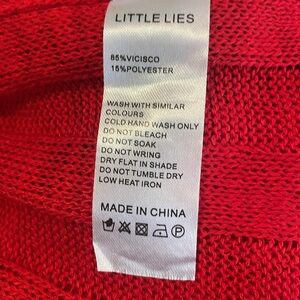 LITTLE LIES
85%VICISCO
15%POLYESTER
WASH WITH SIMILAR
COLOURS
COLD HAND WASH ONLY
DO NOT BLEACH
DO NOT SOAK
DO NOT WRING
DRY FLAT IN SHADE
DO NOT TUMBLE DRY
LOW HEAT IRON
MADE IN CHINA
P